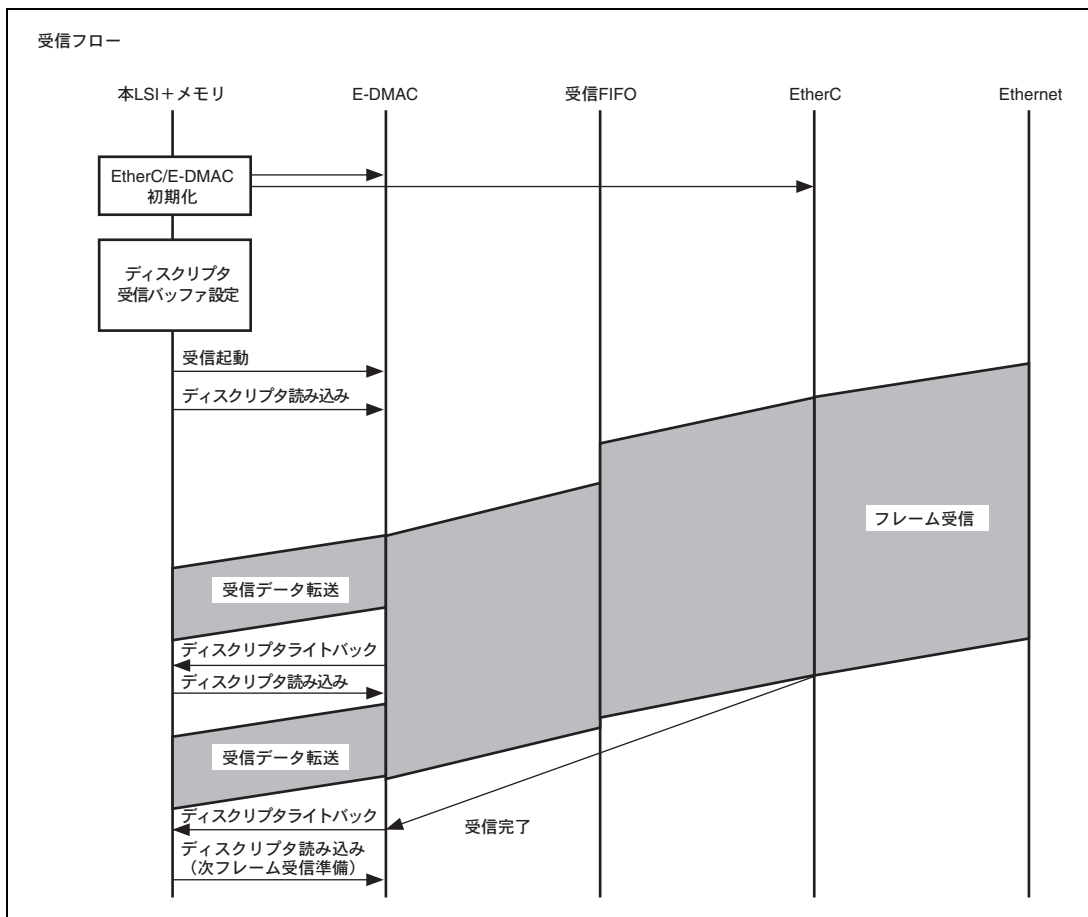 受信フロー
本LSI+メモリ
E-DMAC
受信FIFO
EtherC
Ethernet
EtherC/E-DMAC
初期化
ディスクリプタ
受信バッファ設定
受信起動
ディスクリプタ読み込み
フレーム受信
受信データ転送
ディスクリプタライトバック
ディスクリプタ読み込み
受信データ転送
ディスクリプタライトバック
受信完了
ディスクリプタ読み込み
(次フレーム受信準備)